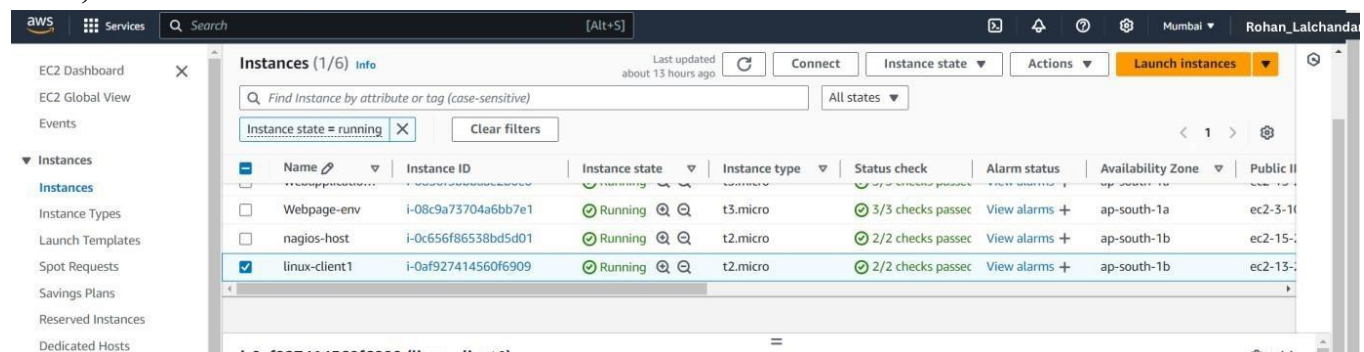 aws Services Search [Alt+S] Mumbai Rohan_Lalchanda
EC2 Dashboard
EC2 Global View
Events
Instances
Instances
Instance Types
Launch Templates
Spot Requests
Savings Plans
Reserved Instances
Dedicated Hosts
Instances (1/6) Info
Last updated
about 13 hours ago
Connect Instance state Actions Launch instances
Find Instance by attribute or tag (case-sensitive) All states
Instance state = running Clear filters 1
Name Instance ID Instance state Instance type Status check Alarm status Availability Zone Public I
Webpage-env i-08c9a73704a6bb7e1 Running t3.micro 3/3 checks passec View alarms + ap-south-1a ec2-3-1
nagios-host i-0c656f86538bd5d01 Running t2.micro 2/2 checks passec View alarms + ap-south-1b ec2-15-
linux-client1 i-0af927414560f6909 Running t2.micro 2/2 checks passec View alarms + ap-south-1b ec2-13-